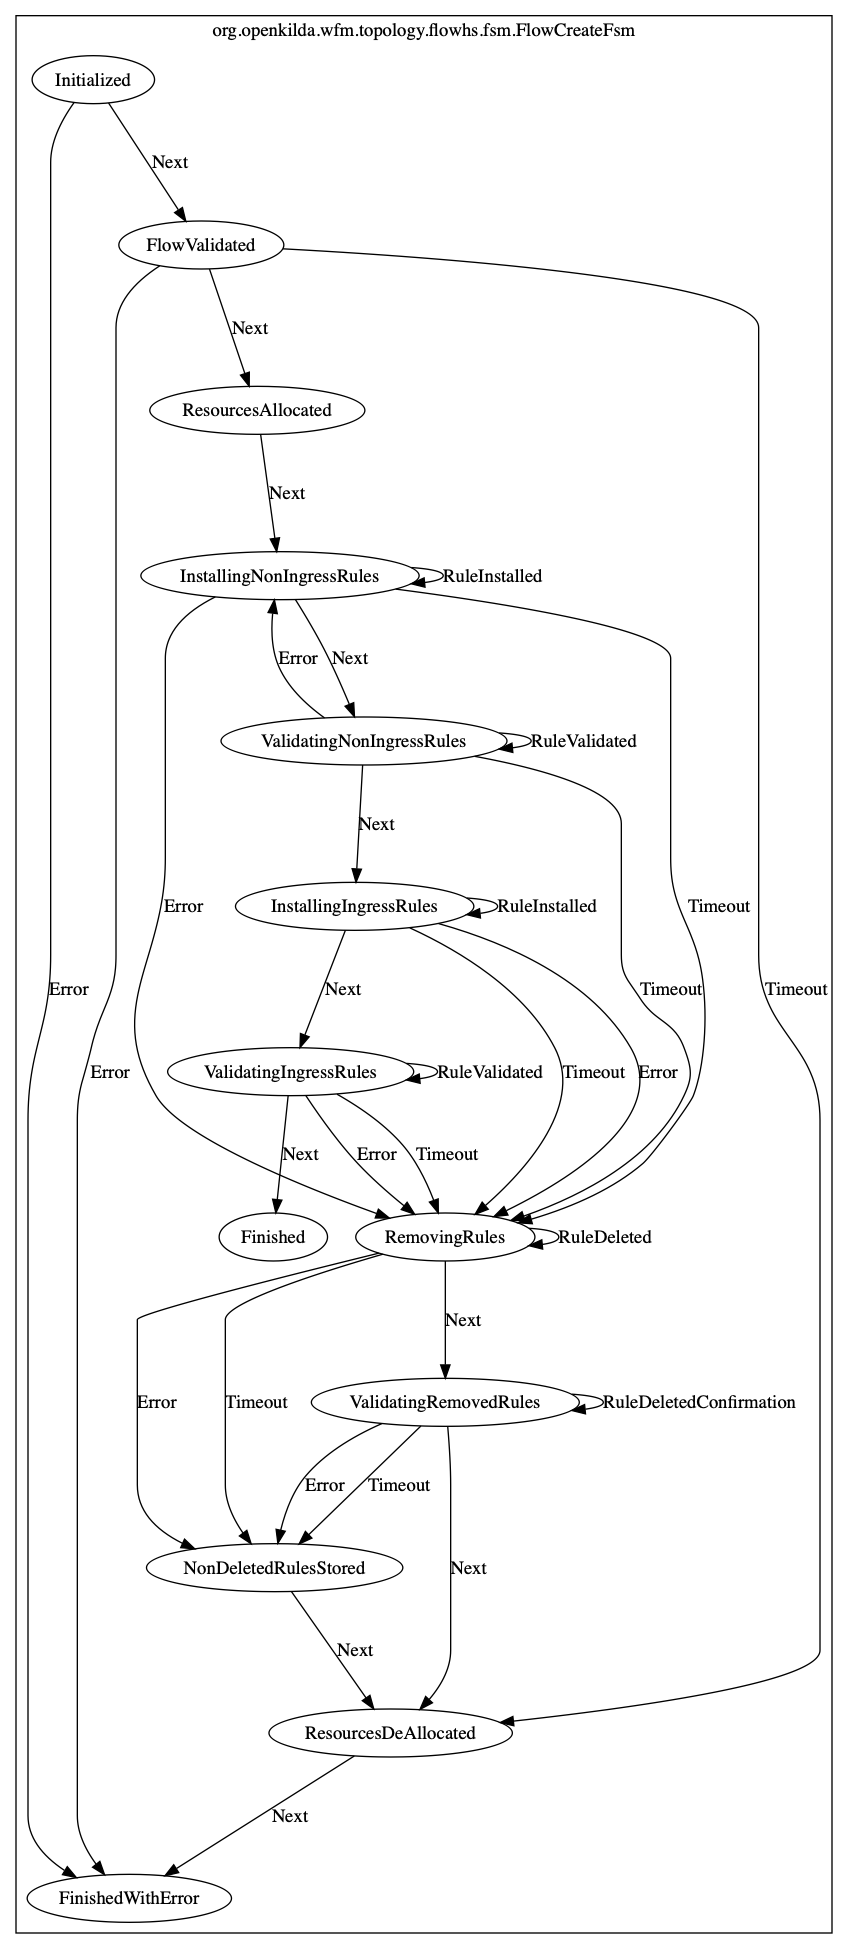 org.openkilda.wfm.topology.flowhs.fsm.FlowCreateFsm
Initialized
Next
FlowValidated
Next
ResourcesAllocated
Next
InstallingNonIngressRules
RuleInstalled
Error
Next
ValidatingNonIngressRules
RuleValidated
Next
Error
InstallingIngressRules
RuleInstalled
Timeout
Error
Next
Timeout
Timeout
Error
ValidatingIngressRules
RuleValidated
Timeout
Error
Next
Error
Timeout
Finished
RemovingRules
RuleDeleted
Next
Error
Timeout
ValidatingRemovedRules
RuleDeletedConfirmation
Error
Timeout
NonDeletedRulesStored
Next
Next
ResourcesDeAllocated
Next
FinishedWithError